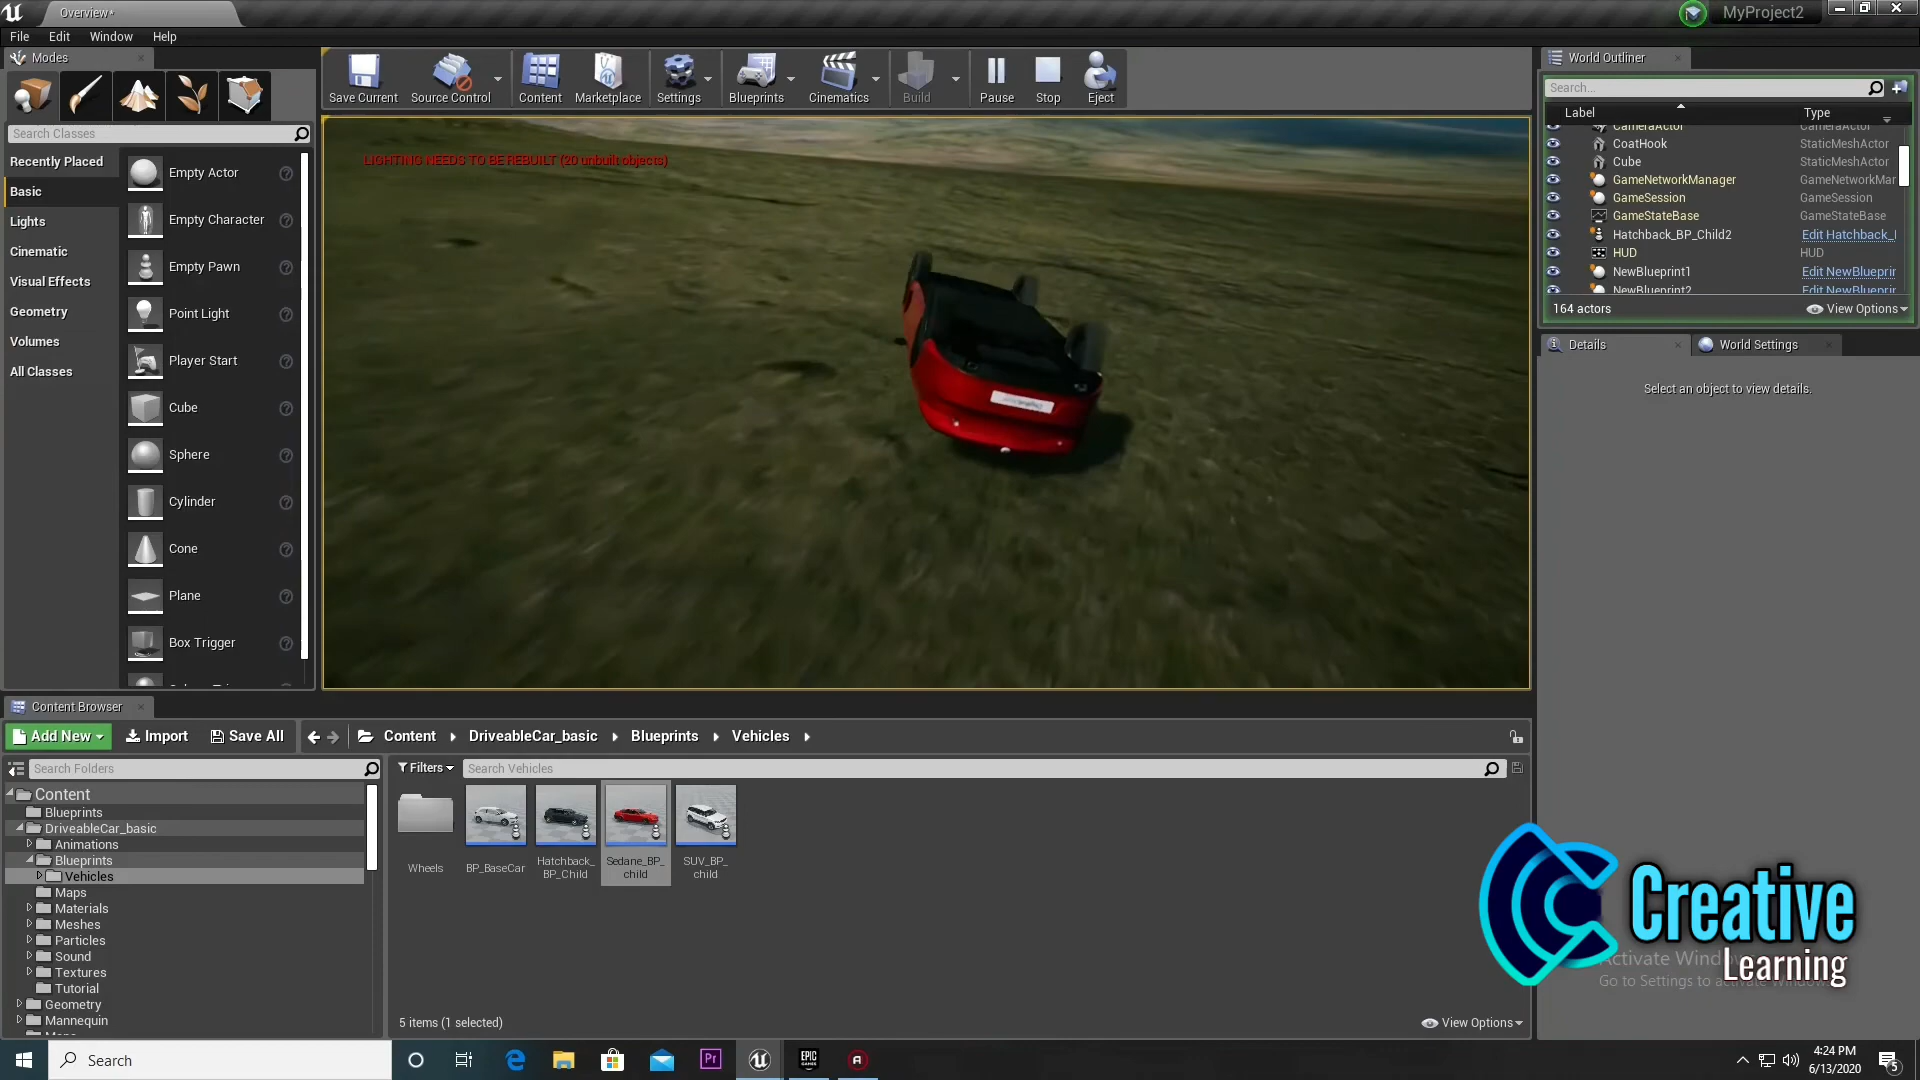 Overview*
MyProject2
File Edit Window Help
Modes
Save Current
Source Control
Content
Marketplace
Settings
Blueprints
Cinematics
Build
Pause
Stop
Eject
World Outliner
Search...
Label Type
CameraActor CameraActor
CoatHook StaticMeshActor
Cube StaticMeshActor
GameNetworkManager GameNetworkMar
GameSession GameSession
GameStateBase GameStateBase
Hatchback_BP_Child2 Edit Hatchback_I
HUD HUD
NewBlueprint1 Edit NewBlueprir
NewBlueprint2 Edit NewBlueprir
164 actors View Options
Details World Settings
Select an object to view details.
Search Classes
Recently Placed
Basic
Lights
Cinematic
Visual Effects
Geometry
Volumes
All Classes
Empty Actor
Empty Character
Empty Pawn
Point Light
Player Start
Cube
Sphere
Cylinder
Cone
Plane
Box Trigger
LIGHTING NEEDS TO BE REBUILT (20 unbuilt objects)
Content Browser
Add New Import Save All Content DriveableCar_basic Blueprints Vehicles
Search Folders
Filters Search Vehicles
Content
Blueprints
DriveableCar_basic
Animations
Blueprints
Vehicles
Maps
Materials
Meshes
Particles
Sound
Textures
Tutorial
Geometry
Mannequin
Wheels
BP_BaseCar
Hatchback_
BP_Child
Sedane_BP_
child
SUV_BP_
child
5 items (1 selected) View Options
Creative
Learning
Activate Windows
Go to Settings to activate Windows.
Search
Pr
EPIC
GAMES
4:24 PM
6/13/2020
5